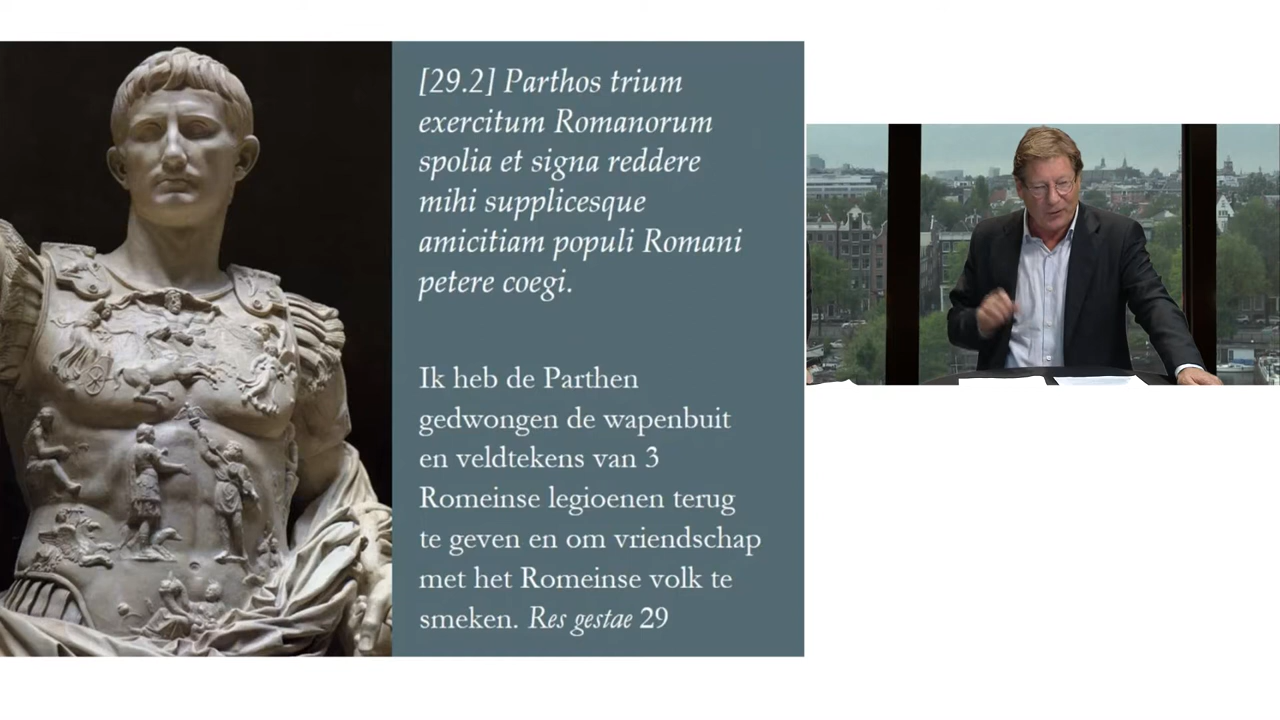 [29.2] Parthos trium
exercitum Romanorum
spolia et signa reddere
mihi supplicesque
amicitiam populi Romani
petere coegi.
Ik heb de Parthen
gedwongen de wapenbuit
en veldtekens van 3
Romeinse legioenen terug
te geven en om vriendschap
met het Romeinse volk te
smeken. Res gestae 29